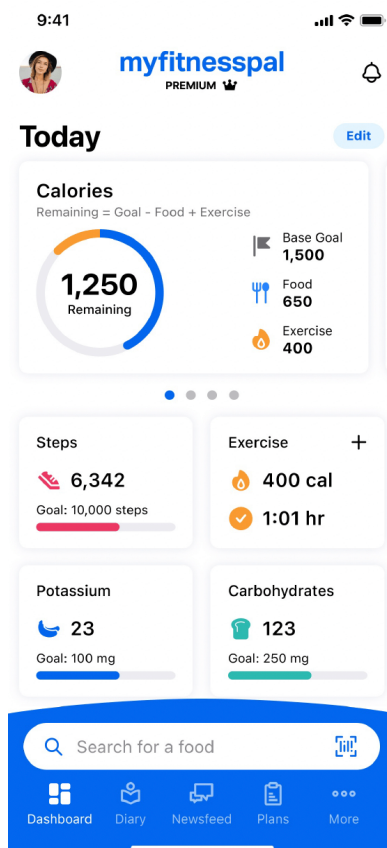 9:41
myfitnesspal
PREMIUM
Today
Edit
Calories
Remaining = Goal - Food + Exercise
1,250
Remaining
Base Goal
1,500
Food
650
Exercise
400
Steps
6,342
Goal: 10,000 steps
Exercise +
400 cal
1:01 hr
Potassium
23
Goal: 100 mg
Carbohydrates
123
Goal: 250 mg
Search for a food
Dashboard Diary Newsfeed Plans More